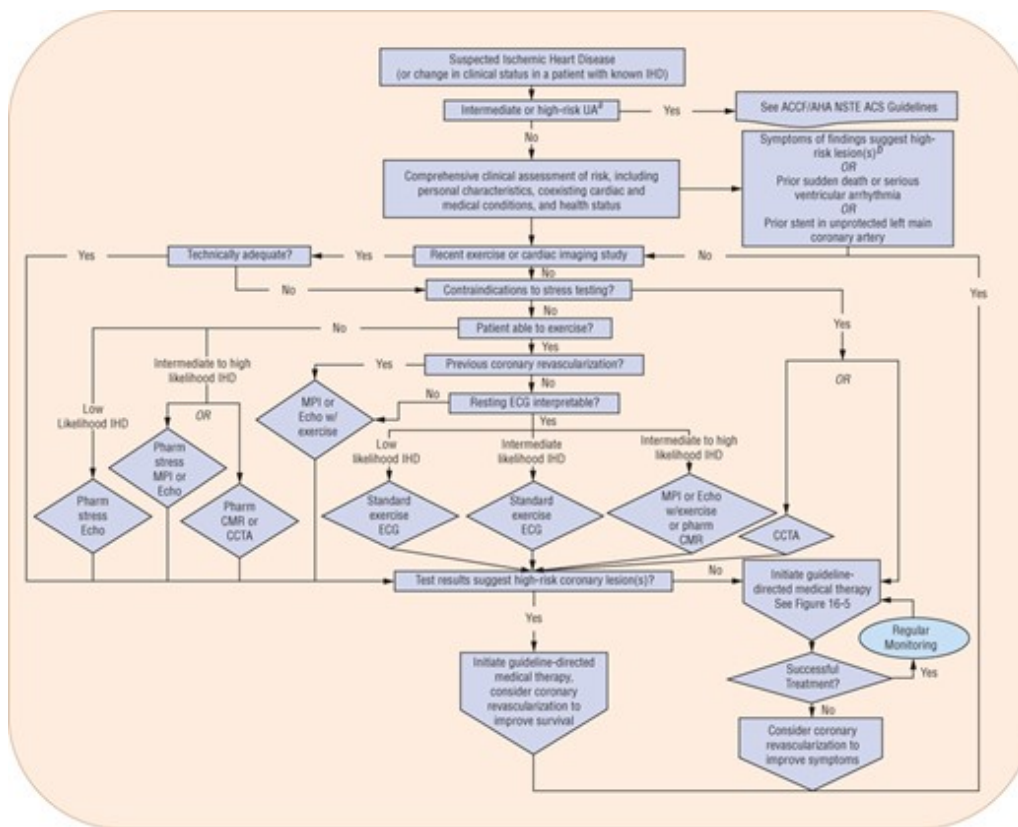 Suspected Ischemic Heart Disease
(or change in clinical status in a patient with known IHD)
Intermediate or high-risk UAa
Yes
See ACCF/AHA NSTE ACS Guidelines
No
Comprehensive clinical assessment of risk, including
personal characteristics, coexisting cardiac and
medical conditions, and health status
Symptoms of findings suggest high-
risk lesion(s)b
OR
Prior sudden death or serious
ventricular arrhythmia
OR
Prior stent in unprotected left main
coronary artery
Yes
Technically adequate?
Yes
Recent exercise or cardiac imaging study
No
No
No
Contraindications to stress testing?
Yes
No
Yes
No
Patient able to exercise?
Yes
Intermediate to high
likelihood IHD
Yes
Previous coronary revascularization?
No
OR
MPI or
Echo w/
exercise
No
Resting ECG interpretable?
Yes
Low
Likelihood IHD
OR
Low
likelihood IHD
Intermediate
likelihood IHD
Intermediate to high
likelihood IHD
Pharm
stress
MPI or
Echo
Pharm
stress
Echo
Pharm
CMR or
CCTA
Standard
exercise
ECG
Standard
exercise
ECG
MPI or Echo
w/exercise
or pharm
CMR
CCTA
Test results suggest high-risk coronary lesion(s)?
No
Initiate guideline-
directed medical therapy
See Figure 16-5
Yes
Regular
Monitoring
Initiate guideline-directed
medical therapy,
consider coronary
revascularization to
improve survival
Successful
Treatment?
Yes
No
Consider coronary
revascularization to
improve symptoms